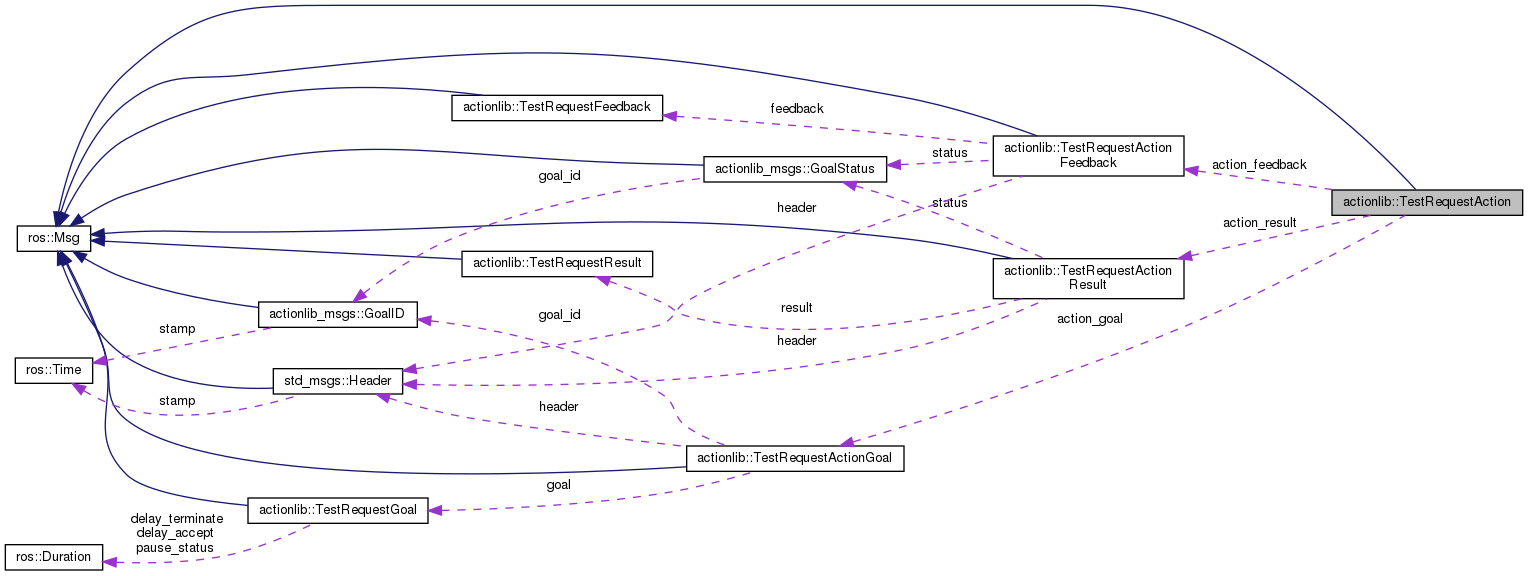 actionlib::TestRequestFeedback
feedback
actionlib::TestRequestAction
Feedback
status
actionlib_msgs::GoalStatus
action_feedback
goal_id
actionlib::TestRequestAction
header
status
action_result
ros::Msg
actionlib::TestRequestResult
actionlib::TestRequestAction
Result
actionlib_msgs::GoalID
goal_id
result
action_goal
stamp
header
ros::Time
std_msgs::Header
stamp
header
actionlib::TestRequestActionGoal
goal
actionlib::TestRequestGoal
delay_terminate
delay_accept
pause_status
ros::Duration